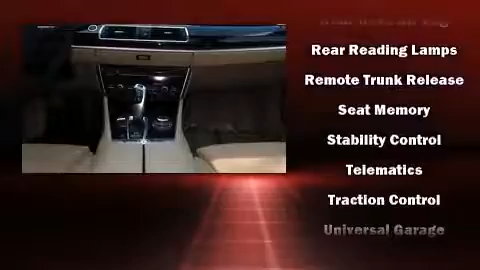 Rear Reading Lamps
Remote Trunk Release
Seat Memory
Stability Control
Telematics
Traction Control
Universal Garage